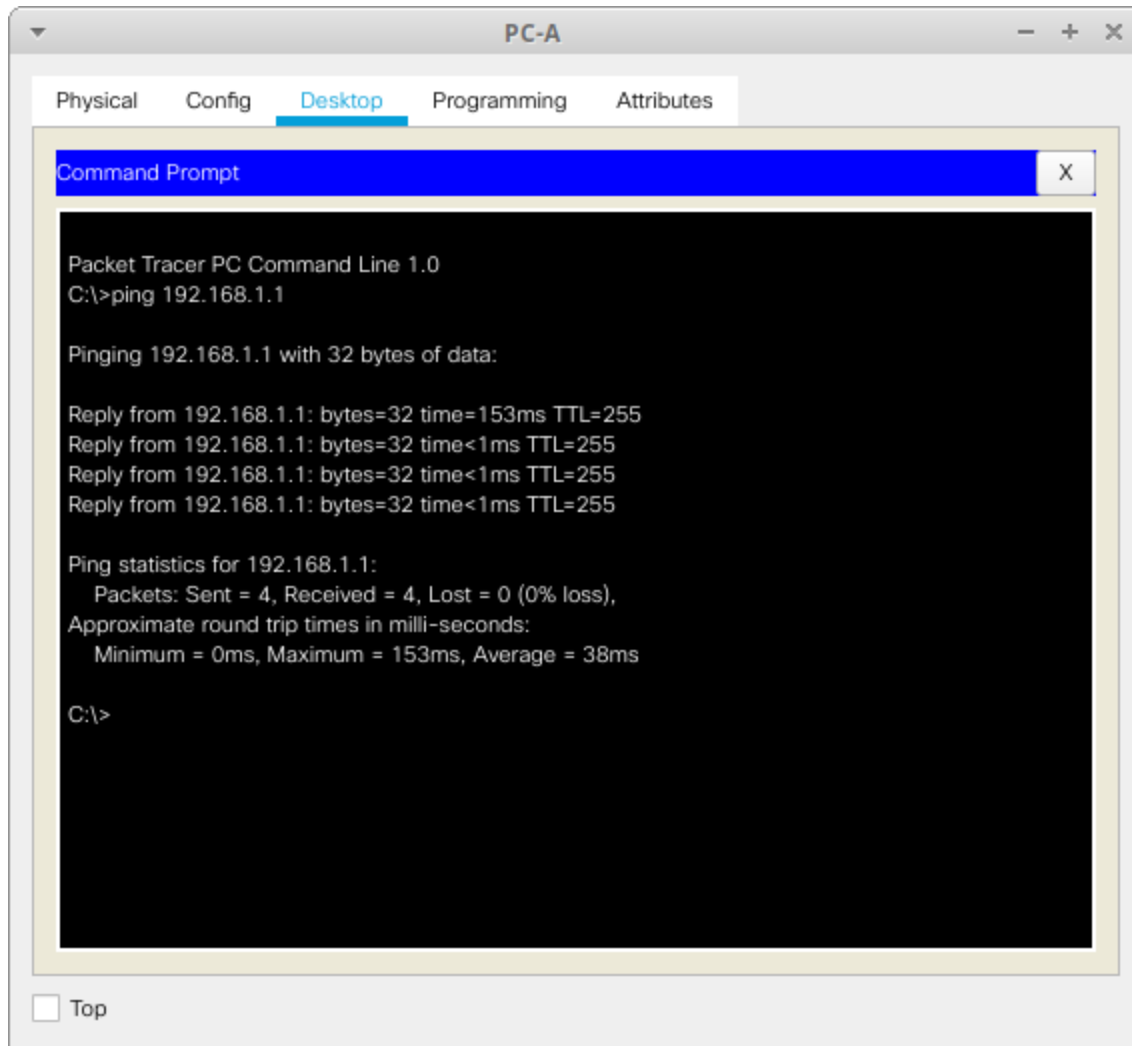 PC-A
Physical Config Desktop Programming Attributes
Command Prompt
X
Packet Tracer PC Command Line 1.0
C:\>ping 192.168.1.1
Pinging 192.168.1.1 with 32 bytes of data:
Reply from 192.168.1.1: bytes=32 time=153ms TTL=255
Reply from 192.168.1.1: bytes=32 time<1ms TTL=255
Reply from 192.168.1.1: bytes=32 time<1ms TTL=255
Reply from 192.168.1.1: bytes=32 time<1ms TTL=255
Ping statistics for 192.168.1.1:
Packets: Sent = 4, Received = 4, Lost = 0 (0% loss),
Approximate round trip times in milli-seconds:
Minimum = 0ms, Maximum = 153ms, Average = 38ms
C:\>
Top